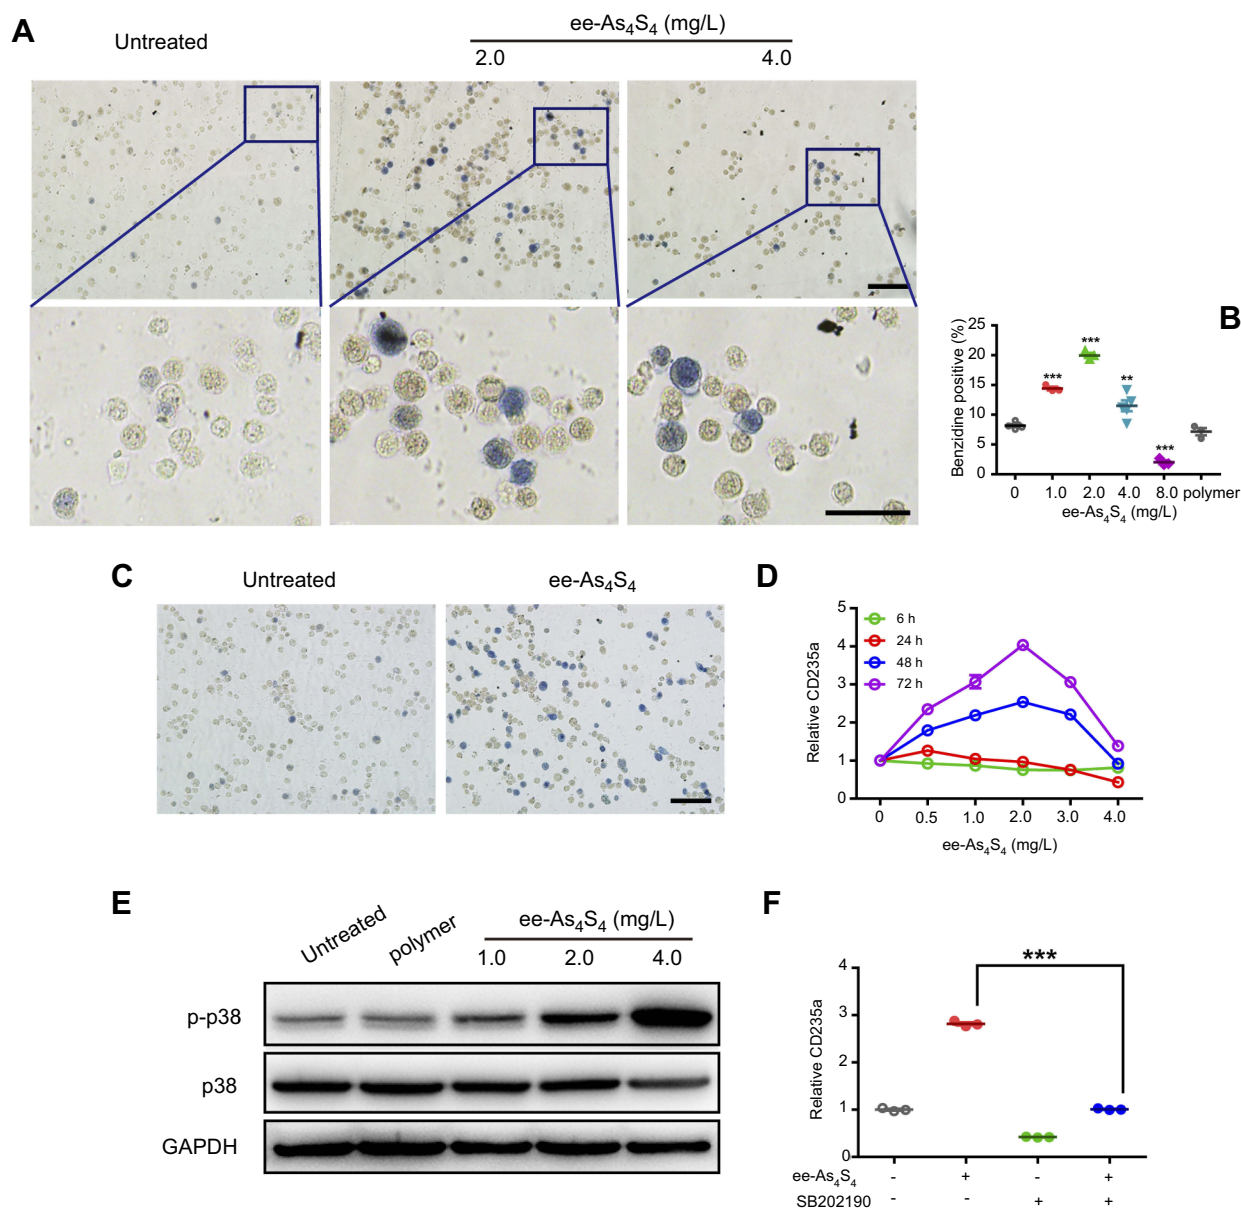 A
Untreated
ee-As4S4 (mg/L)
2.0 4.0
B
Benzidine positive (%)
25
20
15
10
5
0
***
***
**
***
0 1.0 2.0 4.0 8.0 polymer
ee-As4S4 (mg/L)
C
Untreated
ee-As4S4
D
Relative CD235a
5
4
3
2
1
0
6 h
24 h
48 h
72 h
0 0.5 1.0 2.0 3.0 4.0
ee-As4S4 (mg/L)
E
Untreated
polymer
ee-As4S4 (mg/L)
1.0 2.0 4.0
p-p38
p38
GAPDH
F
Relative CD235a
4
3
2
1
0
***
ee-As4S4 - + - +
SB202190 - - + +